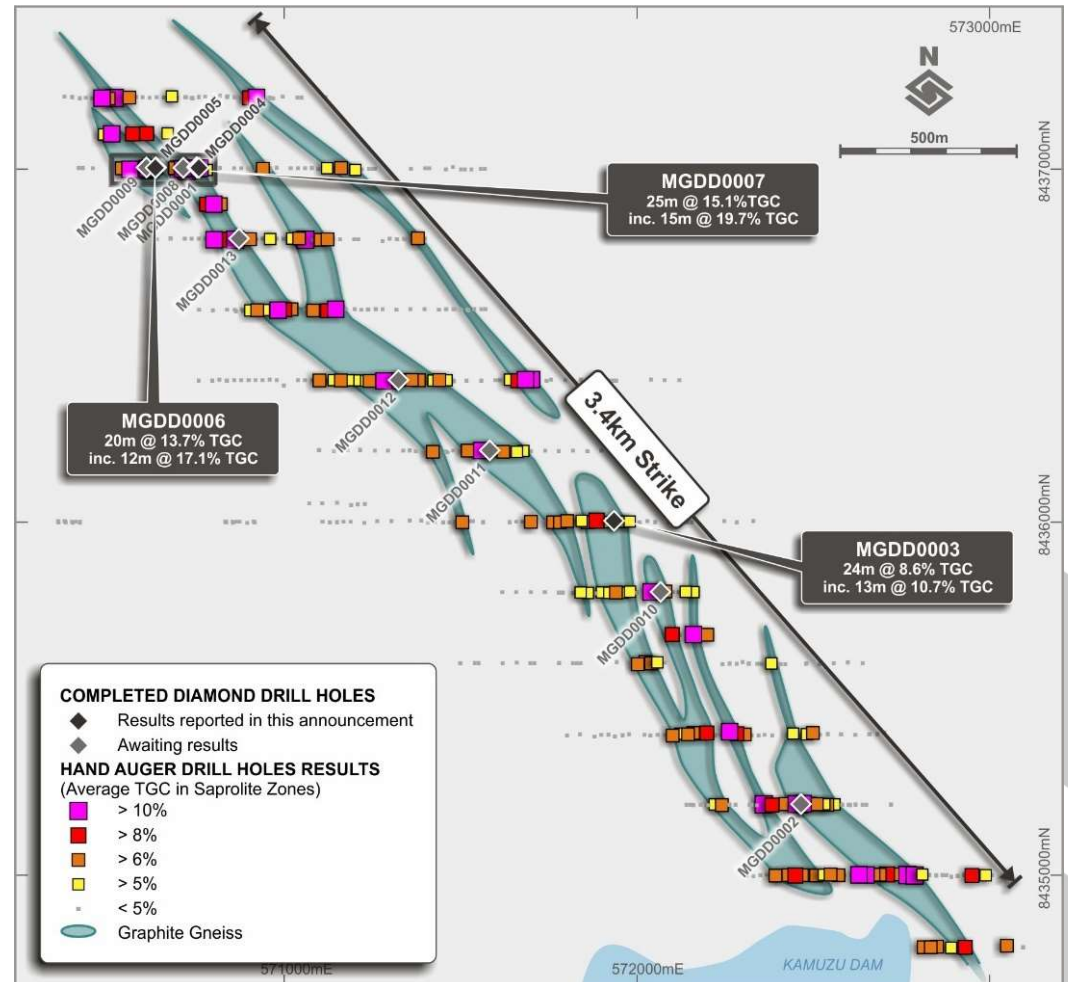 573000mE
N
500m
8437000mN
MGDD0005
MGDD0004
MGDD0009
MGDD0008
MGDD0001
MGDD0007
25m @ 15.1%TGC
inc. 15m @ 19.7% TGC
MGDD0013
MGDD0006
20m @ 13.7% TGC
inc. 12m @ 17.1% TGC
MGDD0012
3.4km Strike
MGDD0011
8436000mN
MGDD0003
24m @ 8.6% TGC
inc. 13m @ 10.7% TGC
MGDD0010
MGDD0002
8435000mN
COMPLETED DIAMOND DRILL HOLES
Results reported in this announcement
Awaiting results
HAND AUGER DRILL HOLES RESULTS
(Average TGC in Saprolite Zones)
> 10%
> 8%
> 6%
> 5%
< 5%
Graphite Gneiss
571000mE
572000mE
KAMUZU DAM